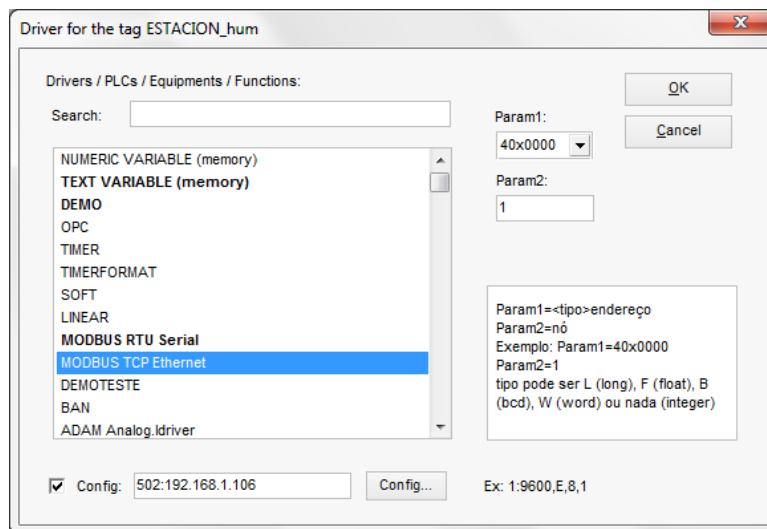 Driver for the tag ESTACION_hum
Drivers / PLCs / Equipments / Functions:
Search:
NUMERIC VARIABLE (memory)
TEXT VARIABLE (memory)
DEMO
OPC
TIMER
TIMERFORMAT
SOFT
LINEAR
MODBUS RTU Serial
MODBUS TCP Ethernet
DEMOTESTE
BAN
ADAM Analog.ldriver
Param1:
40x0000
Param2:
1
OK
Cancel
Param1=<tipo>endereço
Param2=nó
Exemplo: Param1=40x0000
Param2=1
tipo pode ser L (long), F (float), B
(bcd), W (word) ou nada (integer)
Config:
502:192.168.1.106
Config...
Ex: 1:9600,E,8,1